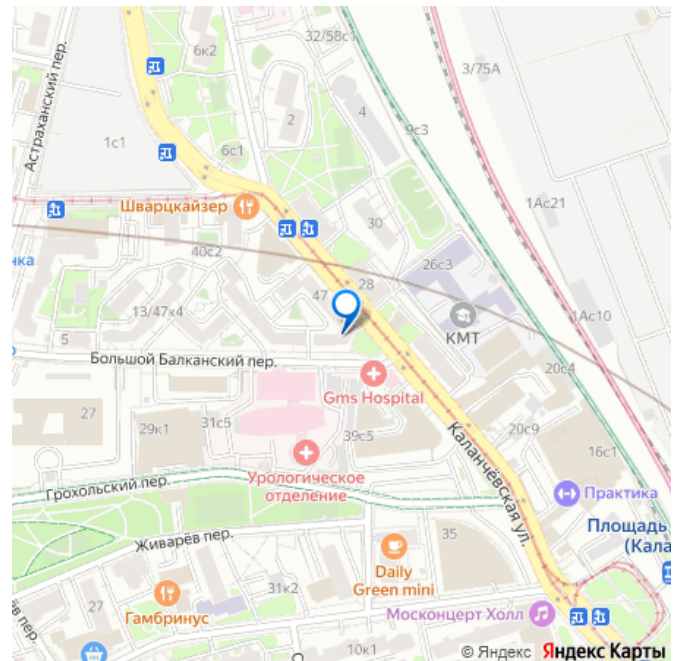 32/58с1
6к2
3/75А
Астраханский пер.
4
2
9с3
1с1
6с1
1Ас21
Шварцкайзер
30
40с2
26с3
нка
28
47
13/47к4
1Ас10
КМТ
5
Большой Балканский пер.
20с4
Gms Hospital
27
31с5
29к1
39с5
20с9
16с1
Каланчёвская ул.
Урологическое
отделение
Грохольский пер.
Практика
Площадь
(Кала
35
Живарёв пер.
Daily
Green mini
31к2
27
Гамбринус
Москонцерт Холл
ёв пер.
10к1
© Яндекс Яндекс Карты